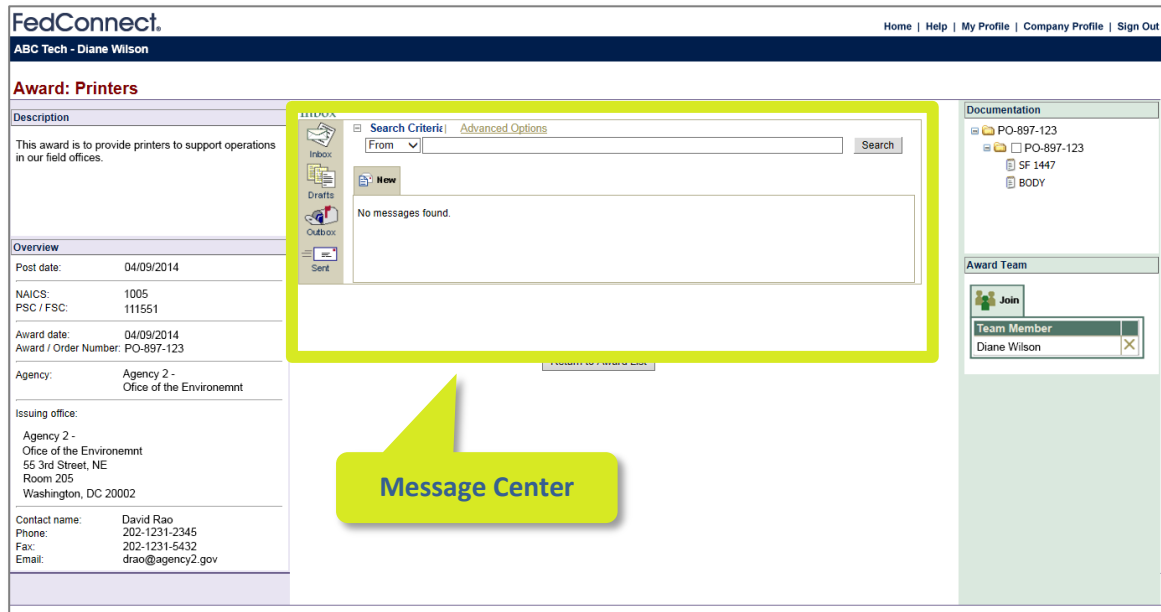 FedConnect.
Home | Help | My Profile | Company Profile | Sign Out
ABC Tech - Diane Wilson
Award: Printers
Description
This award is to provide printers to support operations
in our field offices.
Overview
Post date: 04/09/2014
NAICS: 1005
PSC / FSC: 111551
Award date: 04/09/2014
Award / Order Number: PO-897-123
Agency: Agency 2 -
Ofice of the Environemnt
Issuing office:
Agency 2 -
Ofice of the Environemnt
55 3rd Street, NE
Room 205
Washington, DC 20002
Contact name: David Rao
Phone: 202-1231-2345
Fax: 202-1231-5432
Email: drao@agency2.gov
Inbox
Search Criteria | Advanced Options
From Search
Inbox
Drafts
Outbox
Sent
New
No messages found.
Return to Award List
Message Center
Documentation
PO-897-123
PO-897-123
SF 1447
BODY
Award Team
Join
Team Member
Diane Wilson